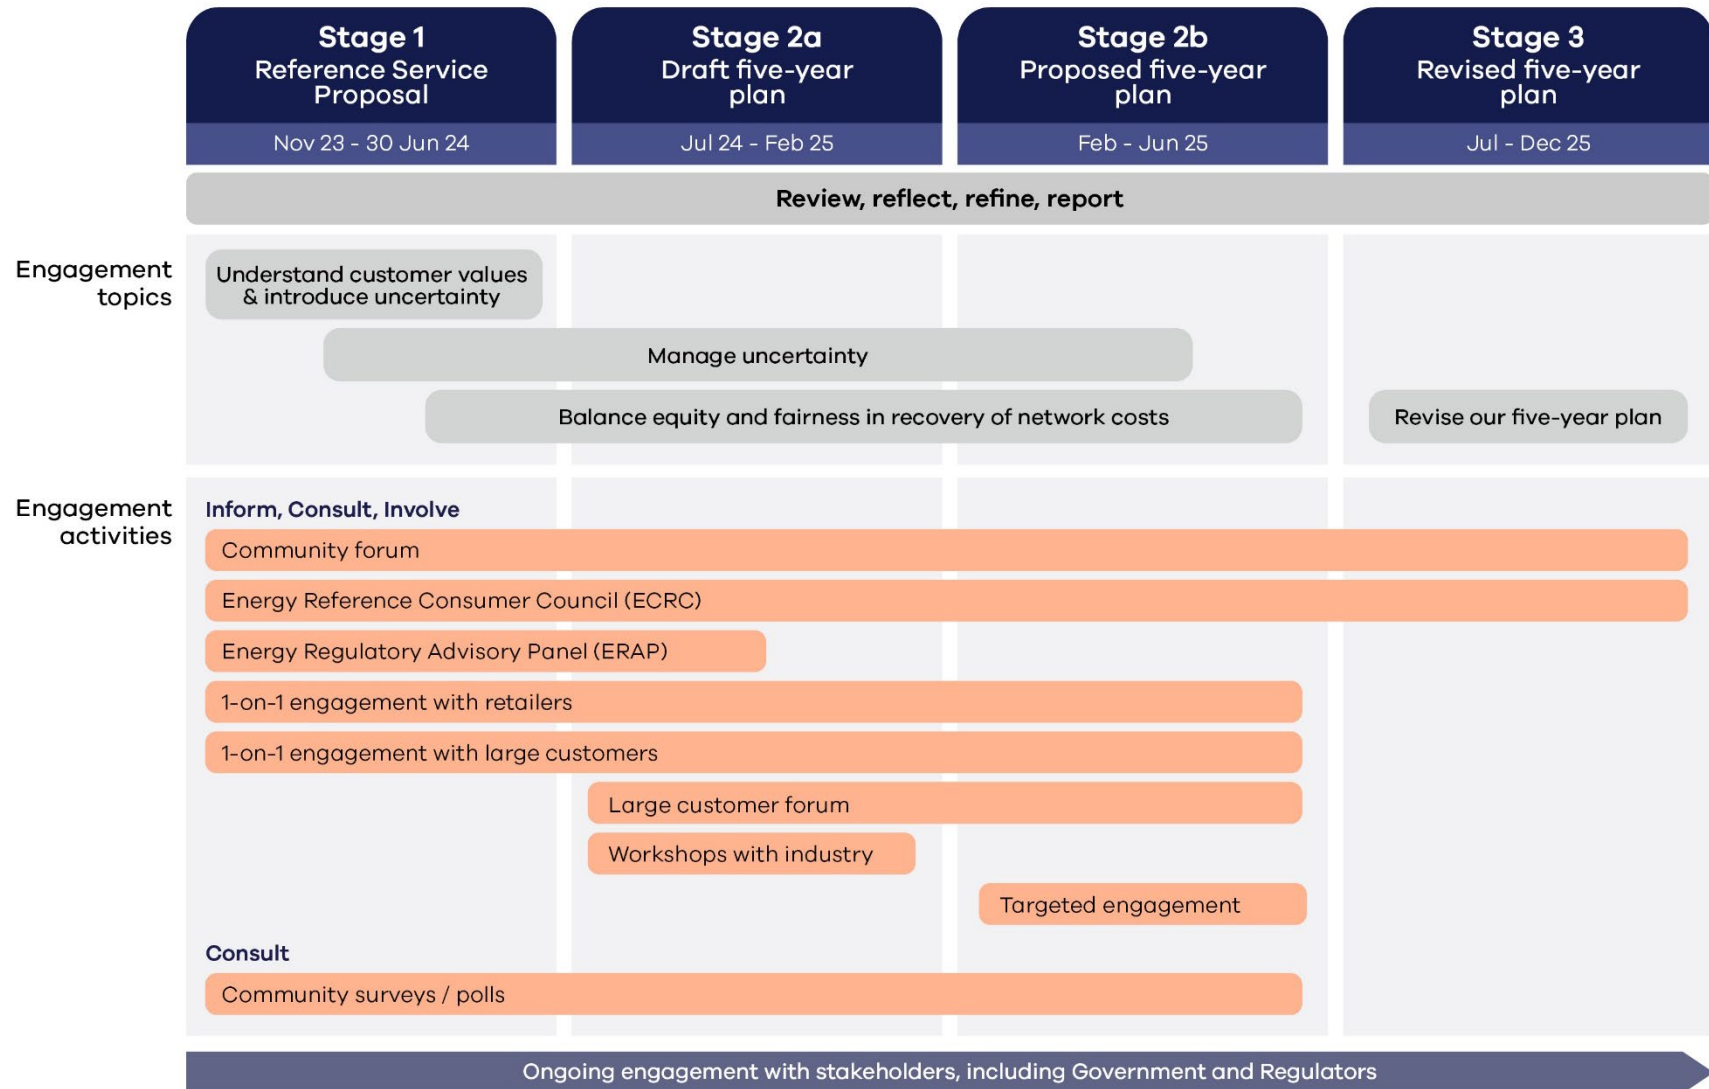 Stage 1
Reference Service
Proposal
Nov 23 - 30 Jun 24
Stage 2a
Draft five-year
plan
Jul 24 - Feb 25
Stage 2b
Proposed five-year
plan
Feb - Jun 25
Stage 3
Revised five-year
plan
Jul - Dec 25
Review, reflect, refine, report
Engagement
topics
Understand customer values
& introduce uncertainty
Manage uncertainty
Balance equity and fairness in recovery of network costs
Revise our five-year plan
Engagement
activities
Inform, Consult, Involve
Community forum
Energy Reference Consumer Council (ECRC)
Energy Regulatory Advisory Panel (ERAP)
1-on-1 engagement with retailers
1-on-1 engagement with large customers
Large customer forum
Workshops with industry
Targeted engagement
Consult
Community surveys / polls
Ongoing engagement with stakeholders, including Government and Regulators